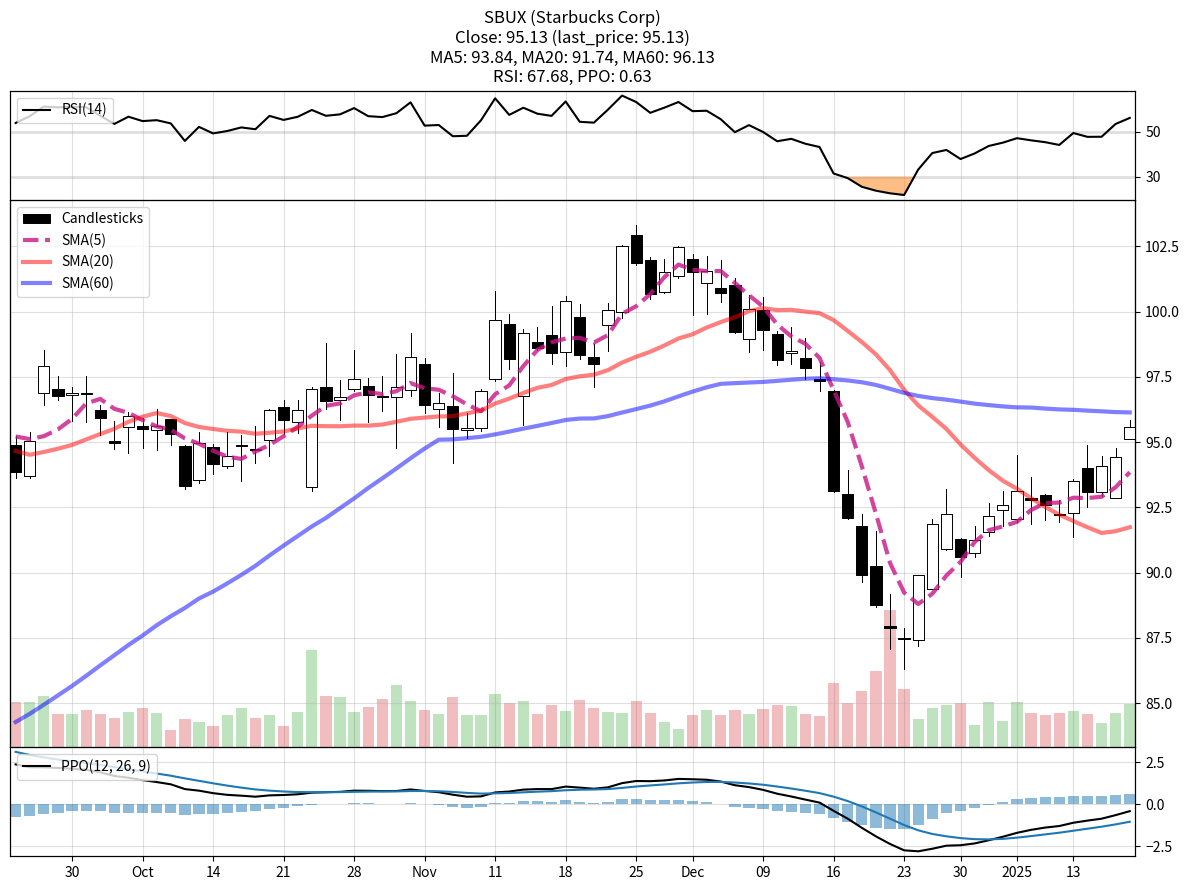 SBUX (Starbucks Corp)
Close: 95.13 (last_price: 95.13)
MA5: 93.84, MA20: 91.74, MA60: 96.13
RSI: 67.68, PPO: 0.63
RSI(14)
50
30
Candlesticks
SMA(5)
SMA(20)
SMA(60)
102.5
100.0
97.5
95.0
92.5
90.0
87.5
85.0
PPO(12, 26, 9)
2.5
0.0
−2.5
30 Oct 14 21 28 Nov 11 18 25 Dec 09 16 23 30 2025 13